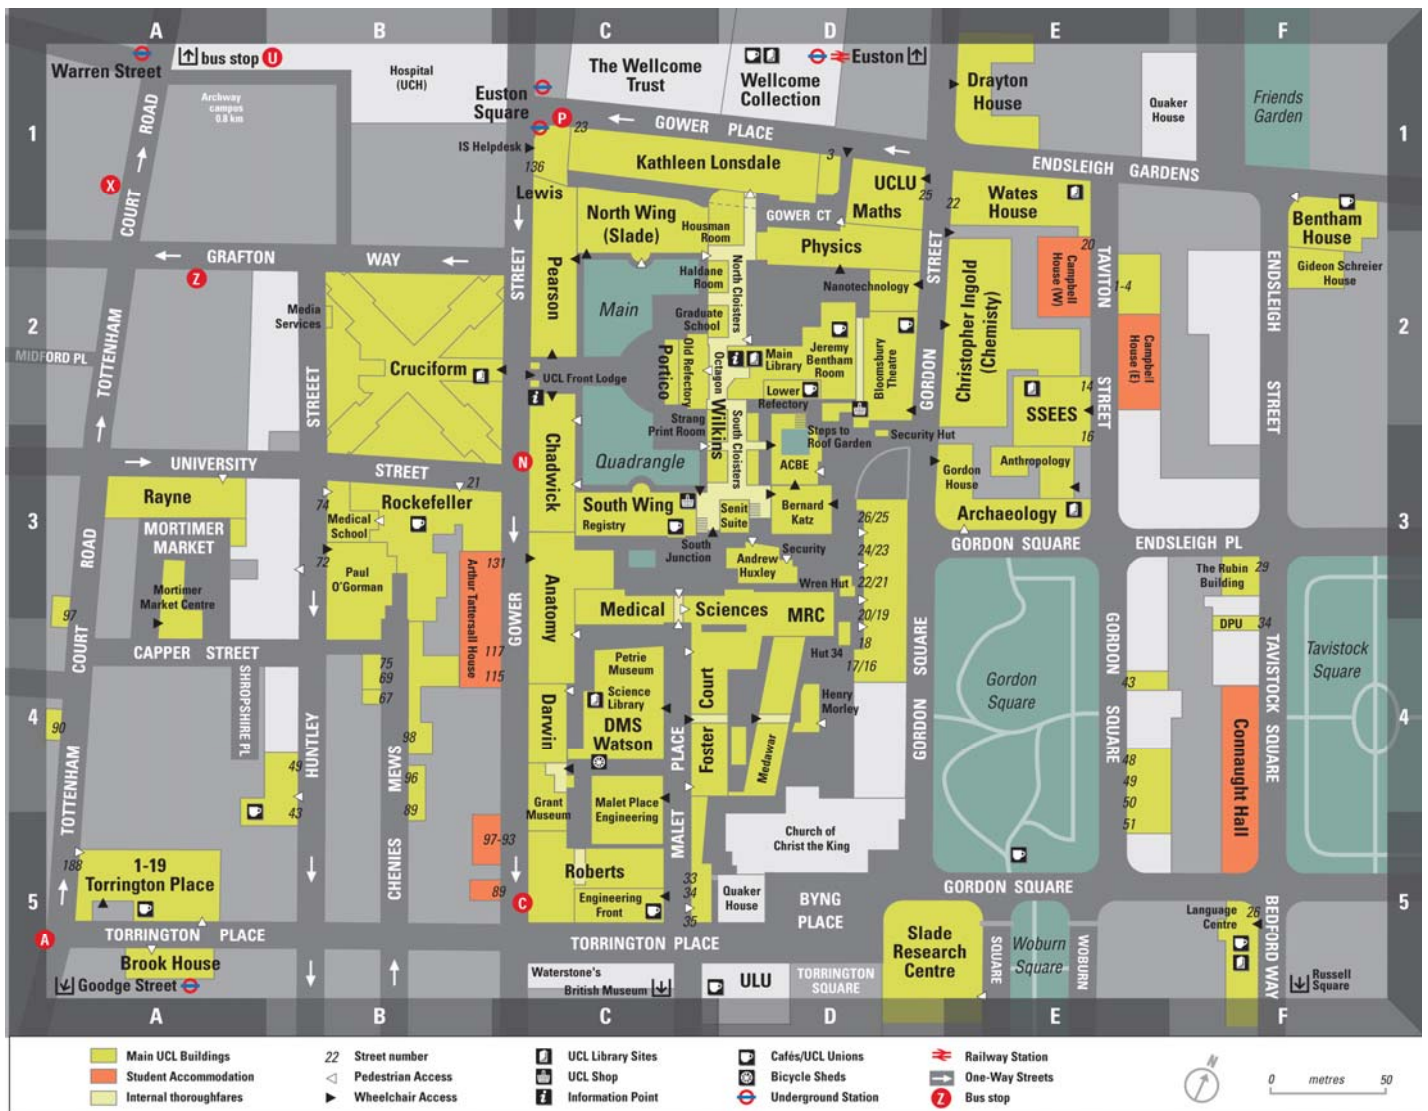 A
B
C
D
E
F
Warren Street
bus stop U
Hospital
(UCH)
The Wellcome
Trust
Wellcome
Collection
Euston
Drayton
House
Quaker
House
Friends
Garden
Archway
campus
0.8 km
Euston
Square
P
23
GOWER PLACE
1
1
IS Helpdesk
136
Kathleen Lonsdale
3
ENDSLEIGH GARDENS
X
Lewis
UCLU
25
22
Wates
House
North Wing
(Slade)
Housman
Room
GOWER CT
Maths
Bentham
House
Physics
20
GRAFTON WAY
Z
STREET
Pearson
Haldane
Room
North Cloisters
Nanotechnology
STREET
Campbell
House (W)
TAVITON
1-4
ENDSLEIGH
Gideon Schreier
House
COURT ROAD
Media
Services
Main
Graduate
School
2
2
MIDFORD PL
TOTTENHAM
Cruciform
UCL Front Lodge
Portico
Old Refectory
Octagon
Main
Library
Jeremy
Bentham
Room
Bloomsbury
Theatre
Christopher Ingold
(Chemisrty)
Campbell
House (E)
STREET
GORDON
Lower
Refectory
14
SSEES
16
STREET
STREET
Strang
Print Room
Wilkins
South Cloisters
Steps to
Roof Garden
Security Hut
Chadwick
Quadrangle
ACBE
Gordon
House
Anthropology
UNIVERSITY STREET
N
21
Rayne
74
Rockefeller
South Wing
Registry
Senit
Suite
Bernard
Katz
Archaeology
3
3
MORTIMER
MARKET
Medical
School
26/25
GORDON SQUARE
ENDSLEIGH PL
ROAD
72
Paul
O'Gorman
131
South
Junction
Andrew
Huxley
Security
24/23
The Rubin
Building
29
Mortimer
Market Centre
Arthur Tattersall House
Anatomy
Wren Hut
22/21
97
Medical Sciences
MRC
20/19
DPU
34
GOWER
COURT
CAPPER STREET
117
115
18
Hut 34
17/16
SQUARE
GORDON
Gordon
Square
Tavistock
Square
75
69
67
Petrie
Museum
Science
Library
Court
Henry
Morley
43
TAVISTOCK SQUARE
SHROPSHIRE PL
4
4
90
98
Darwin
DMS
Watson
PLACE
Foster
Medawar
GORDON
SQUARE
Connaught Hall
HUNTLEY
49
43
MEWS
96
89
48
49
50
51
Grant
Museum
Malet Place
Engineering
TOTTENHAM
CHENIES
97-93
MALET
Church of
Christ the King
188
1-19
Torrington Place
89
Roberts
33
34
35
Quaker
House
GORDON SQUARE
5
5
C
Engineering
Front
BYNG
PLACE
Language
Centre
26
A
TORRINGTON PLACE
TORRINGTON PLACE
Slade
Research
Centre
SQUARE
Woburn
Square
WOBURN
BEDFORD WAY
Brook House
Goodge Street
Waterstone's
British Museum
ULU
TORRINGTON
SQUARE
Russell
Square
A
B
C
D
E
F
Main UCL Buildings
Student Accommodation
Internal thoroughfares
22 Street number
Pedestrian Access
Wheelchair Access
UCL Library Sites
UCL Shop
Information Point
Cafés/UCL Unions
Bicycle Sheds
Underground Station
Railway Station
One-Way Streets
Z Bus stop
N
0 metres 50